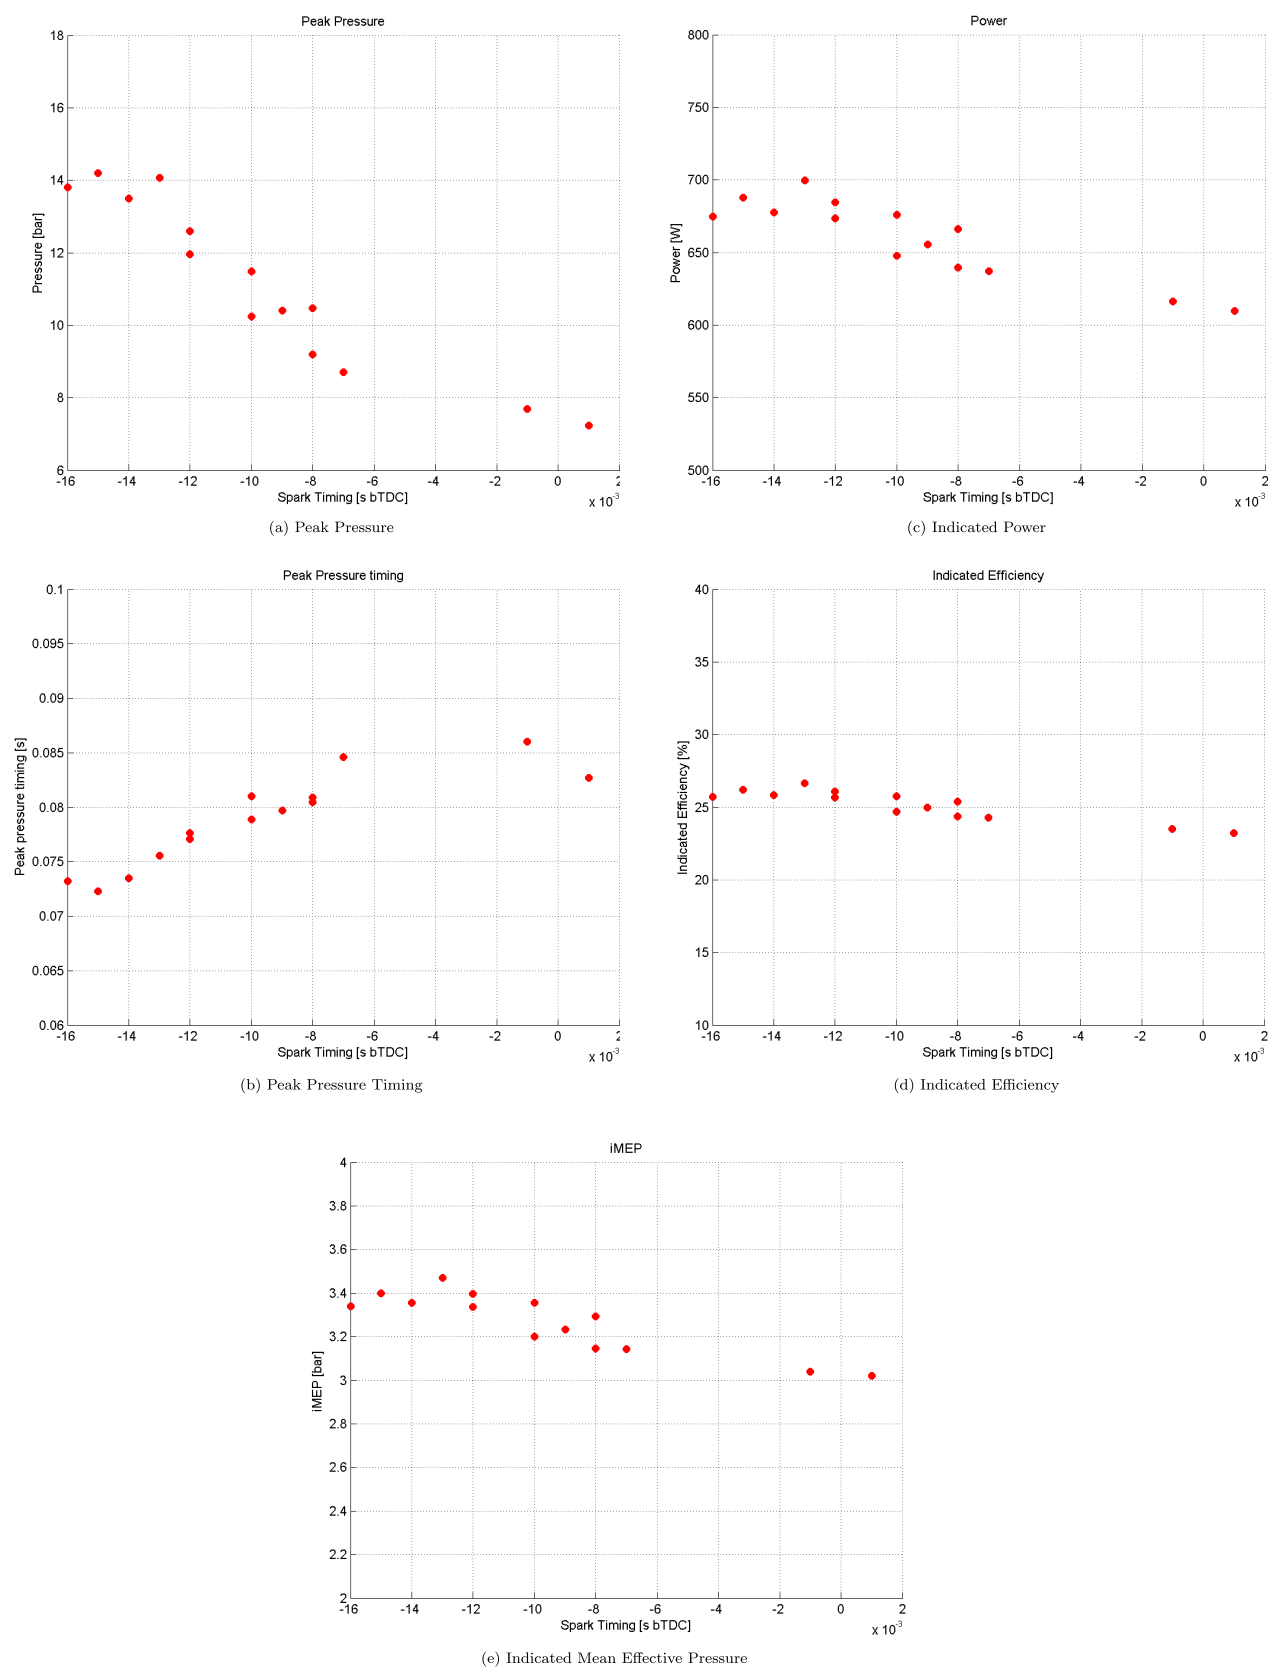 Peak Pressure
18
16
14
12
10
8
6
Pressure [bar]
-16 -14 -12 -10 -8 -6 -4 -2 0 2
Spark Timing [s bTDC]
x 10-3
(a) Peak Pressure
Power
800
750
700
650
600
550
500
Power [W]
-16 -14 -12 -10 -8 -6 -4 -2 0 2
Spark Timing [s bTDC]
x 10-3
(c) Indicated Power
Peak Pressure timing
0.1
0.095
0.09
0.085
0.08
0.075
0.07
0.065
0.06
Peak pressure timing [s]
-16 -14 -12 -10 -8 -6 -4 -2 0 2
Spark Timing [s bTDC]
x 10-3
(b) Peak Pressure Timing
Indicated Efficiency
40
35
30
25
20
15
10
Indicated Efficiency [%]
-16 -14 -12 -10 -8 -6 -4 -2 0 2
Spark Timing [s bTDC]
x 10-3
(d) Indicated Efficiency
iMEP
4
3.8
3.6
3.4
3.2
3
2.8
2.6
2.4
2.2
2
iMEP [bar]
-16 -14 -12 -10 -8 -6 -4 -2 0 2
Spark Timing [s bTDC]
x 10-3
(e) Indicated Mean Effective Pressure